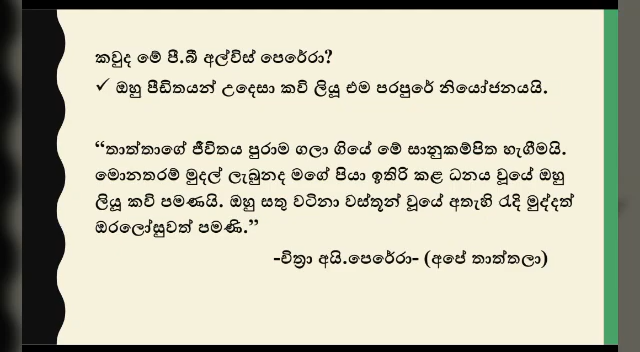 කවුද මේ පී.බී අල්විස් පෙරේරා?
✓ ඔහු පීඩිතයන් උදෙසා කවි ලියූ එම පරපුරේ නියෝජනයයි.
“තාත්තාගේ ජීවිතය පුරාම ගලා ගියේ මේ සානුකම්පිත හැගීමයි.
මොනතරම් මුදල් ලැබුනද මගේ පියා ඉතිරි කළ ධනය වූයේ ඔහු
ලියූ කවි පමණයි. ඔහු සතු වටිනා වස්තූන් වූයේ අතැඟි රැදි මුද්දත්
ඔරලෝසුවත් පමණි.”
-චිත්‍රා අයි.පෙරේරා- (අපේ තාත්තලා)